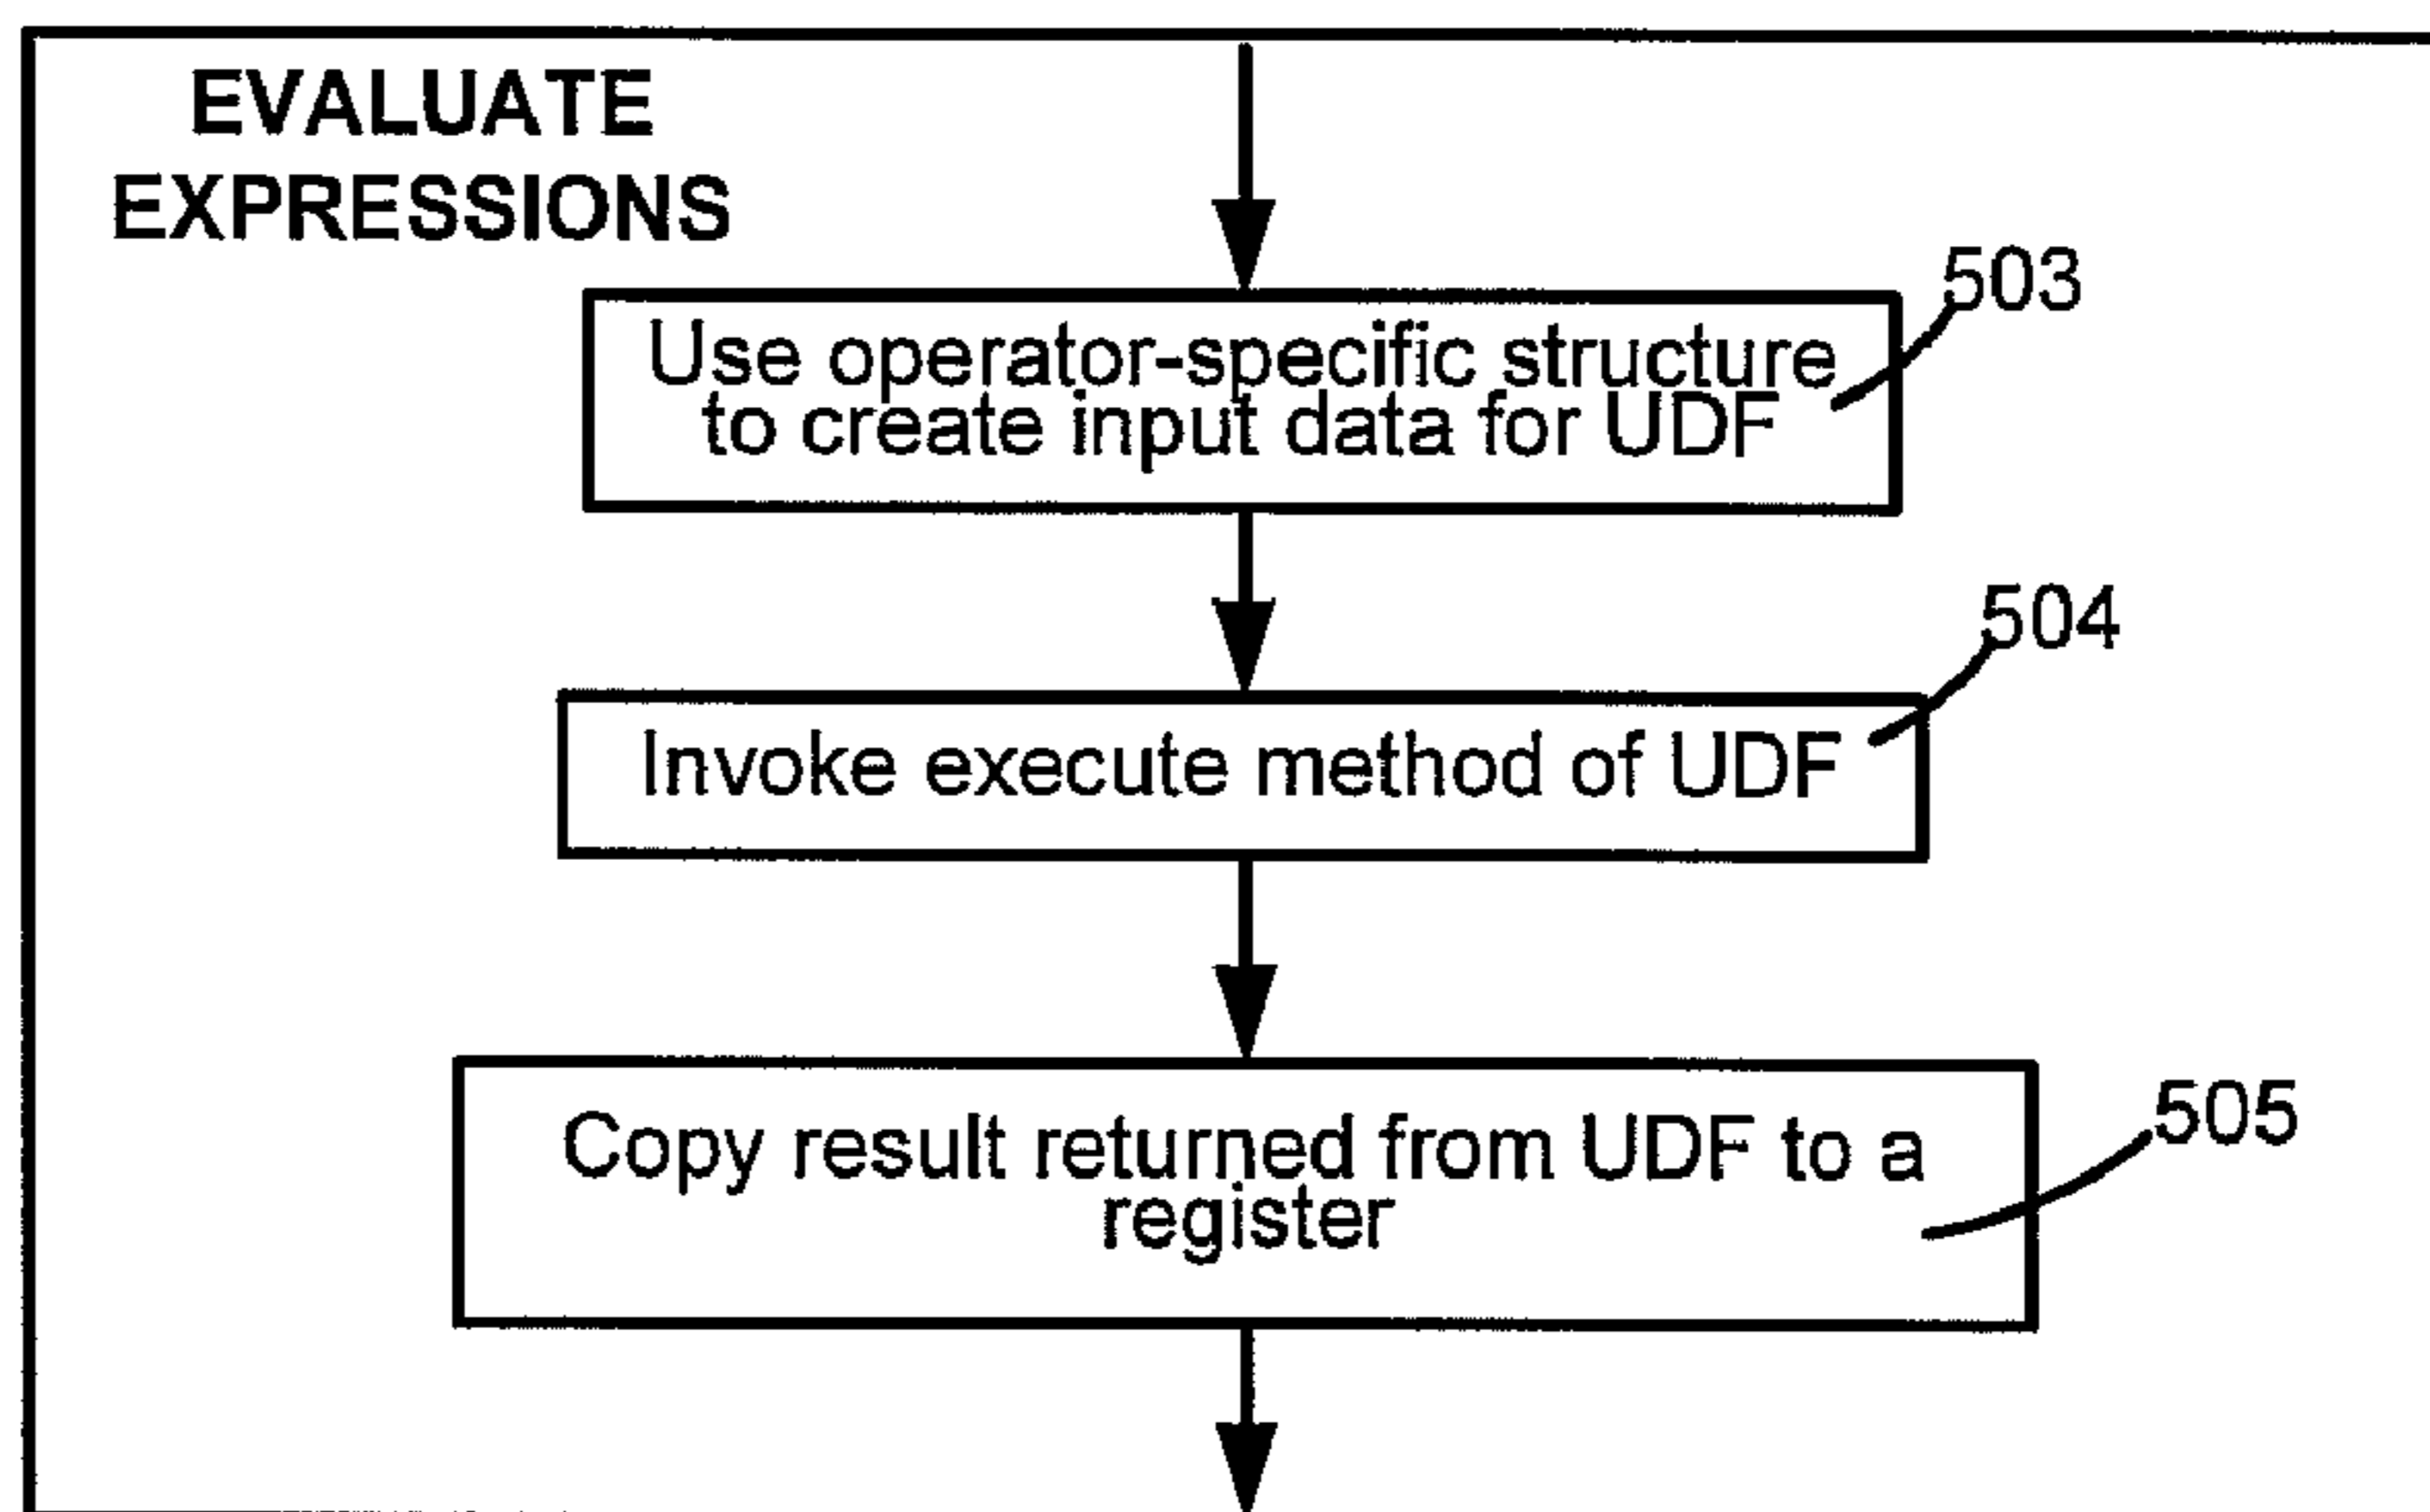 EVALUATE
EXPRESSIONS
503
Use operator-specific structure
to create input data for UDF
504
Invoke execute method of UDF
505
Copy result returned from UDF to a
register